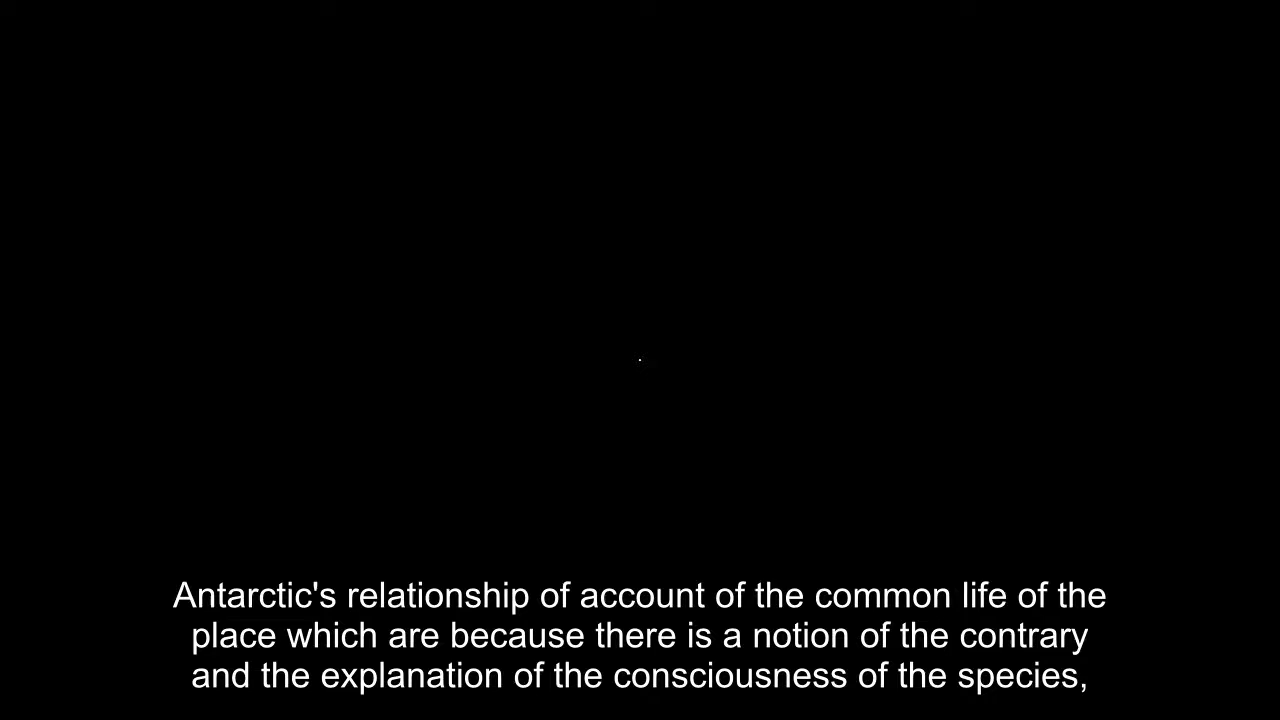 Antarctic's relationship of account of the common life of the
place which are because there is a notion of the contrary
and the explanation of the consciousness of the species,